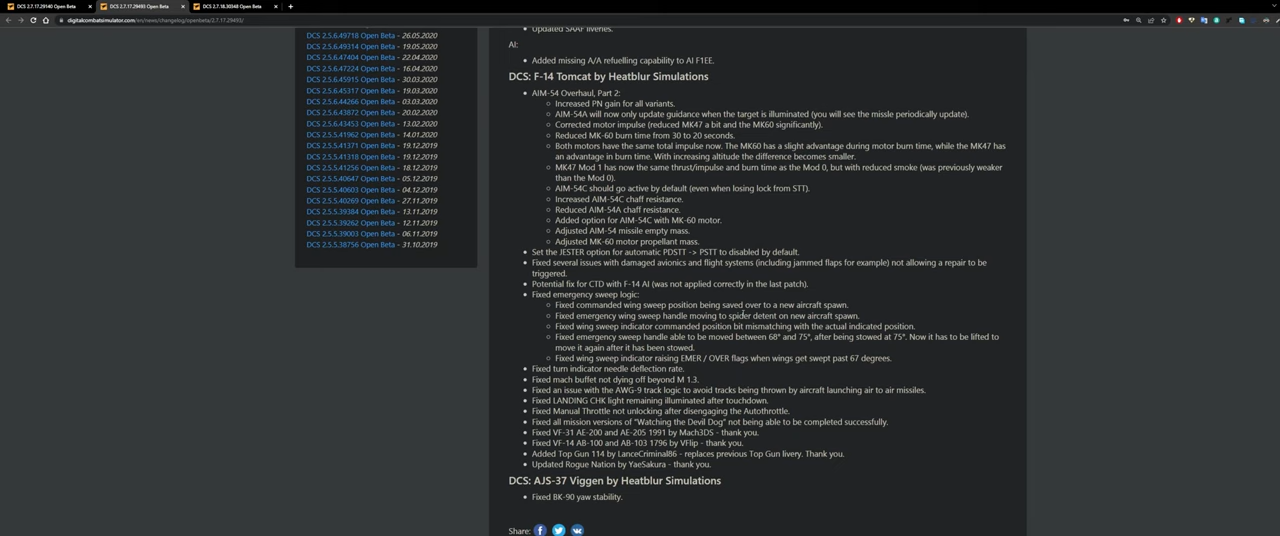 DCS 2.7.17.29140 Open Beta
DCS 2.7.17.29493 Open Beta
DCS 2.7.18.30348 Open Beta
digitalcombatsimulator.com/en/news/changelog/openbeta/2.7.17.29493/
DCS 2.5.6.49718 Open Beta - 26.05.2020
DCS 2.5.6.49314 Open Beta - 19.05.2020
DCS 2.5.6.47404 Open Beta - 22.04.2020
DCS 2.5.6.47224 Open Beta - 16.04.2020
DCS 2.5.6.45915 Open Beta - 30.03.2020
DCS 2.5.6.45317 Open Beta - 19.03.2020
DCS 2.5.6.44266 Open Beta - 03.03.2020
DCS 2.5.6.43872 Open Beta - 20.02.2020
DCS 2.5.6.43453 Open Beta - 13.02.2020
DCS 2.5.5.41962 Open Beta - 14.01.2020
DCS 2.5.5.41371 Open Beta - 19.12.2019
DCS 2.5.5.41318 Open Beta - 19.12.2019
DCS 2.5.5.41256 Open Beta - 18.12.2019
DCS 2.5.5.40647 Open Beta - 05.12.2019
DCS 2.5.5.40603 Open Beta - 04.12.2019
DCS 2.5.5.40269 Open Beta - 27.11.2019
DCS 2.5.5.39384 Open Beta - 13.11.2019
DCS 2.5.5.39262 Open Beta - 12.11.2019
DCS 2.5.5.39003 Open Beta - 06.11.2019
DCS 2.5.5.38756 Open Beta - 31.10.2019
Updated SAAF liveries.
AI:
Added missing A/A refuelling capability to AI F1EE.
DCS: F-14 Tomcat by Heatblur Simulations
AIM-54 Overhaul, Part 2:
Increased PN gain for all variants.
AIM-54A will now only update guidance when the target is illuminated (you will see the missle periodically update).
Corrected motor impulse (reduced MK47 a bit and the MK60 significantly).
Reduced MK-60 burn time from 30 to 20 seconds.
Both motors have the same total impulse now. The MK60 has a slight advantage during motor burn time, while the MK47 has
an advantage in burn time. With increasing altitude the difference becomes smaller.
MK47 Mod 1 has now the same thrust/impulse and burn time as the Mod 0, but with reduced smoke (was previously weaker
than the Mod 0).
AIM-54C should go active by default (even when losing lock from STT).
Increased AIM-54C chaff resistance.
Reduced AIM-54A chaff resistance.
Added option for AIM-54C with MK-60 motor.
Adjusted AIM-54 missile empty mass.
Adjusted MK-60 motor propellant mass.
Set the JESTER option for automatic PDSTT -> PSTT to disabled by default.
Fixed several issues with damaged avionics and flight systems (including jammed flaps for example) not allowing a repair to be
triggered.
Potential fix for CTD with F-14 AI (was not applied correctly in the last patch).
Fixed emergency sweep logic:
Fixed commanded wing sweep position being saved over to a new aircraft spawn.
Fixed emergency wing sweep handle moving to spider detent on new aircraft spawn.
Fixed wing sweep indicator commanded position bit mismatching with the actual indicated position.
Fixed emergency sweep handle able to be moved between 68° and 75°, after being stowed at 75°. Now it has to be lifted to
move it again after it has been stowed.
Fixed wing sweep indicator raising EMER / OVER flags when wings get swept past 67 degrees.
Fixed turn indicator needle deflection rate.
Fixed mach buffet not dying off beyond M 1.3.
Fixed an issue with the AWG-9 track logic to avoid tracks being thrown by aircraft launching air to air missiles.
Fixed LANDING CHK light remaining illuminated after touchdown.
Fixed Manual Throttle not unlocking after disengaging the Autothrottle.
Fixed all mission versions of "Watching the Devil Dog" not being able to be completed successfully.
Fixed VF-31 AE-200 and AE-205 1991 by Mach3DS - thank you.
Fixed VF-14 AB-100 and AB-103 1796 by VFlip - thank you.
Added Top Gun 114 by LanceCriminal86 - replaces previous Top Gun livery. Thank you.
Updated Rogue Nation by YaeSakura - thank you.
DCS: AJS-37 Viggen by Heatblur Simulations
Fixed BK-90 yaw stability.
Share: